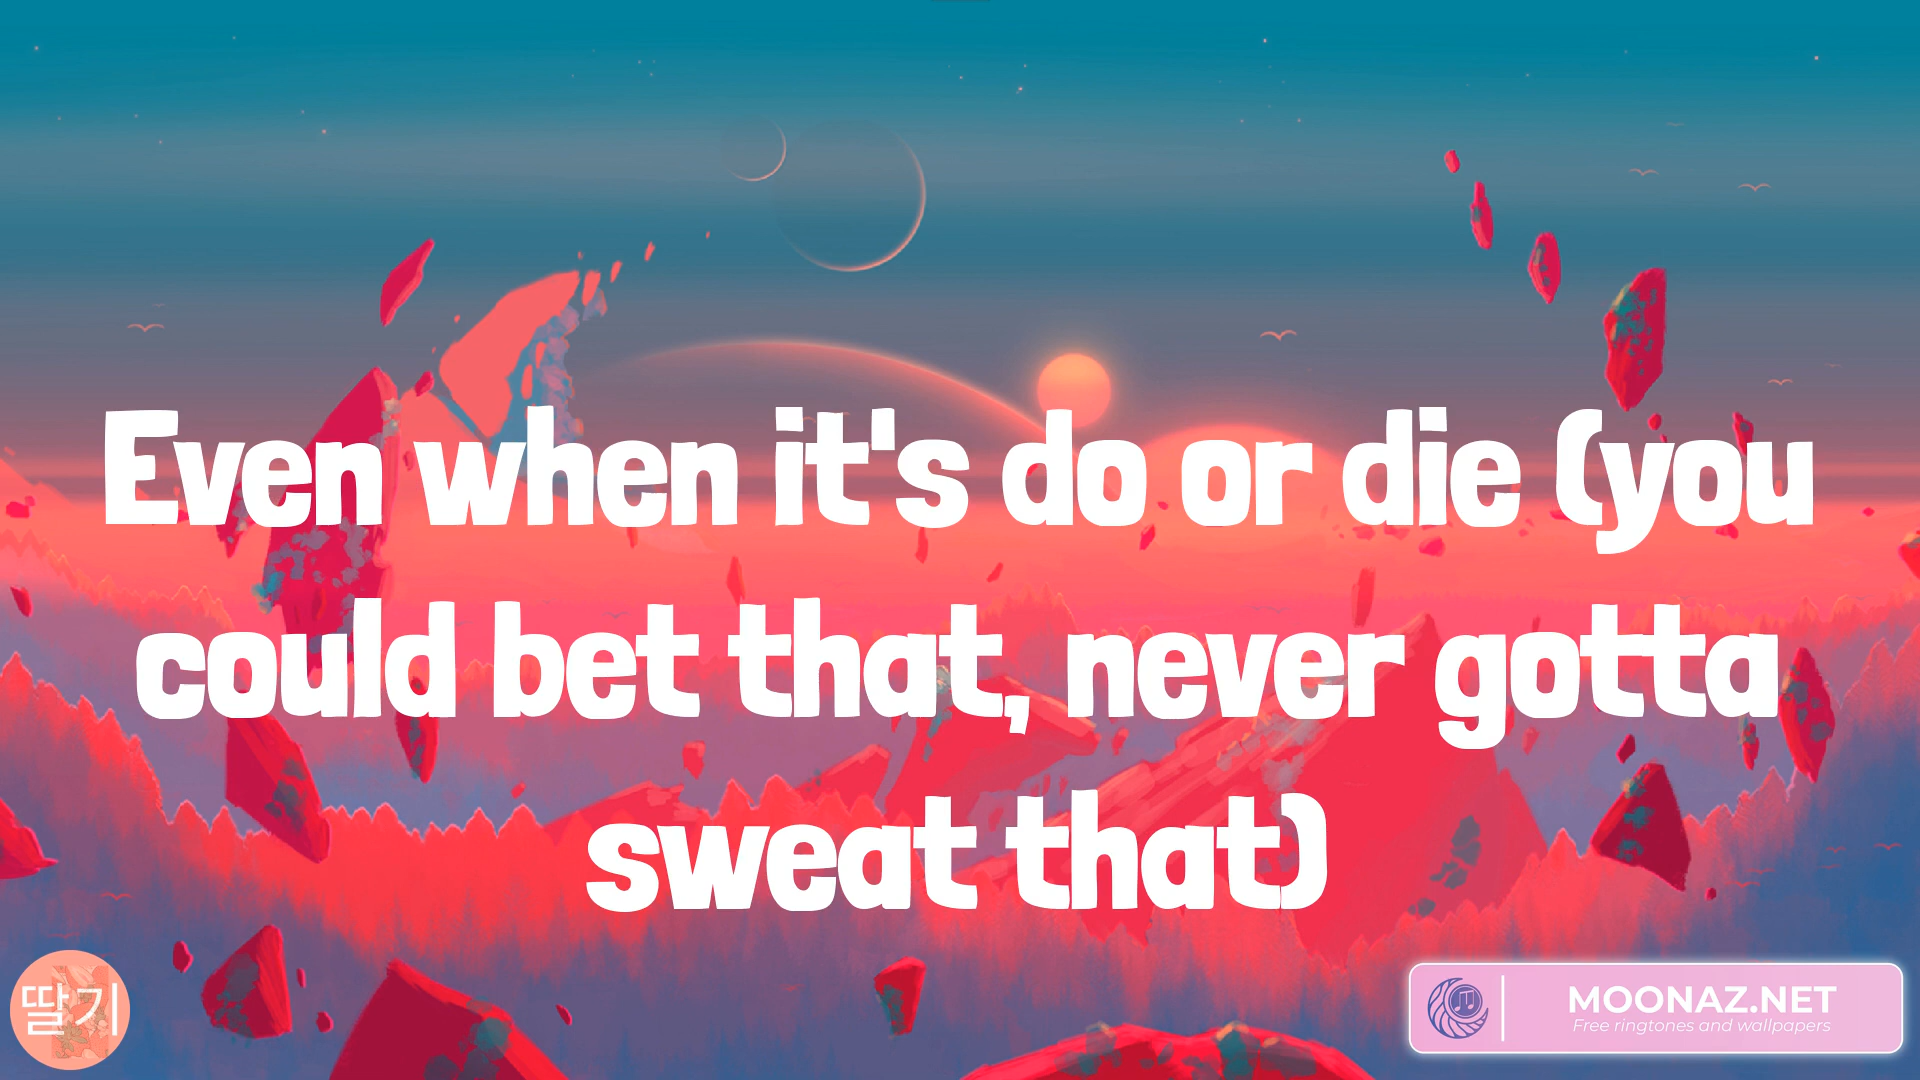 Even when it's do or die (you
could bet that, never gotta
sweat that)
딸기
MOONAZ.NET
Free ringtones and wallpapers